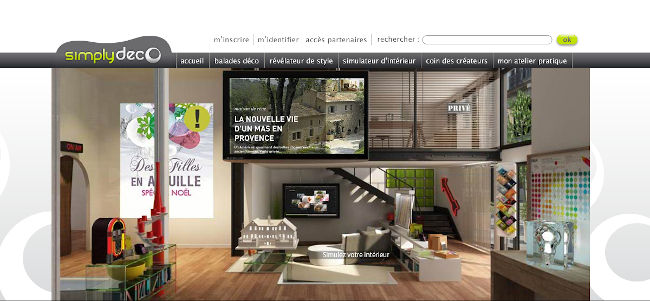 m'inscrire m'identifier accès partenaires rechercher : ok
simplydeco
accueil balades déco révélateur de style simulateur d'intérieur coin des créateurs mon atelier pratique
LA NOUVELLE VIE
D'UN MAS EN
PROVENCE
PRIVÉ
ON AIR
!
Des Filles
EN AIGUILLE
SPÉCIAL NOËL
Simulez votre intérieur